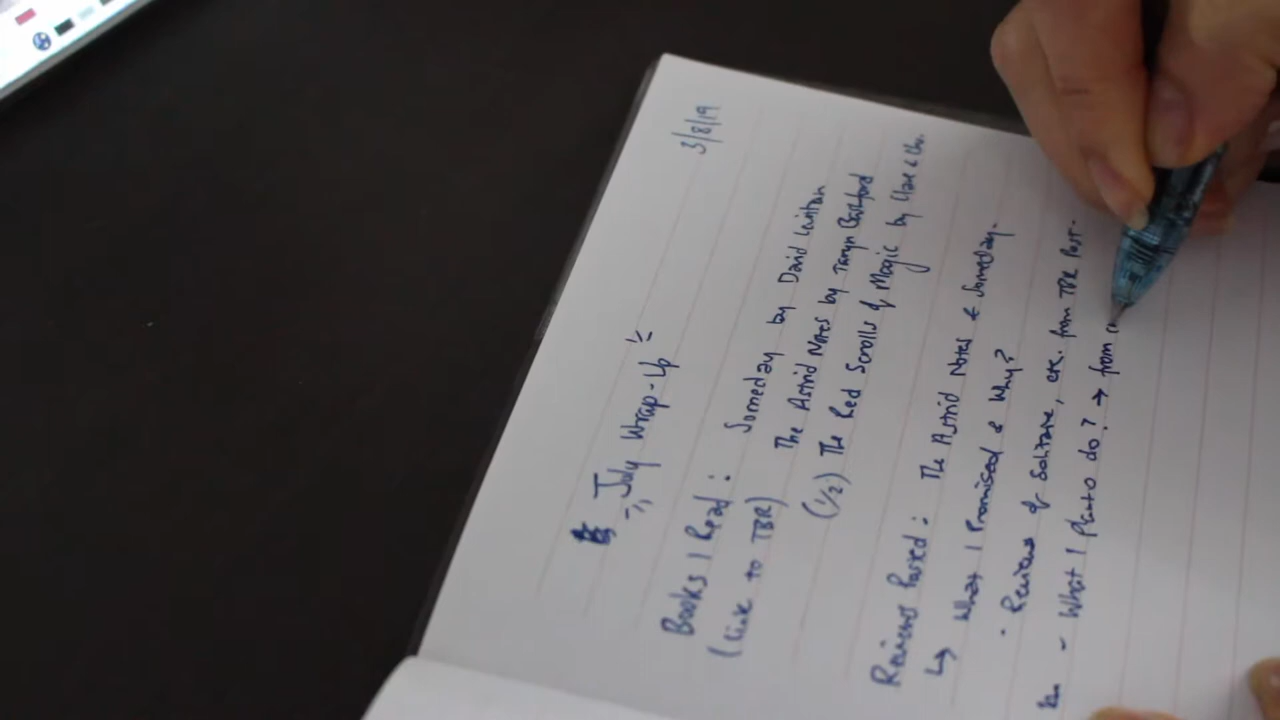 3/8/19
July Wrap-Up
Books I Read : Someday by David Levithan
(link to TBR) The Astrid Notes by Taryn Bashford
(1/2) The Red Scrolls of Magic by Clare & Chu.
Reviews Posted : The Astrid Notes & Someday.
↳ What I Promised & Why?
· Reviews of Solitaire, etc. from TBR Post.
- What I plan to do? → from